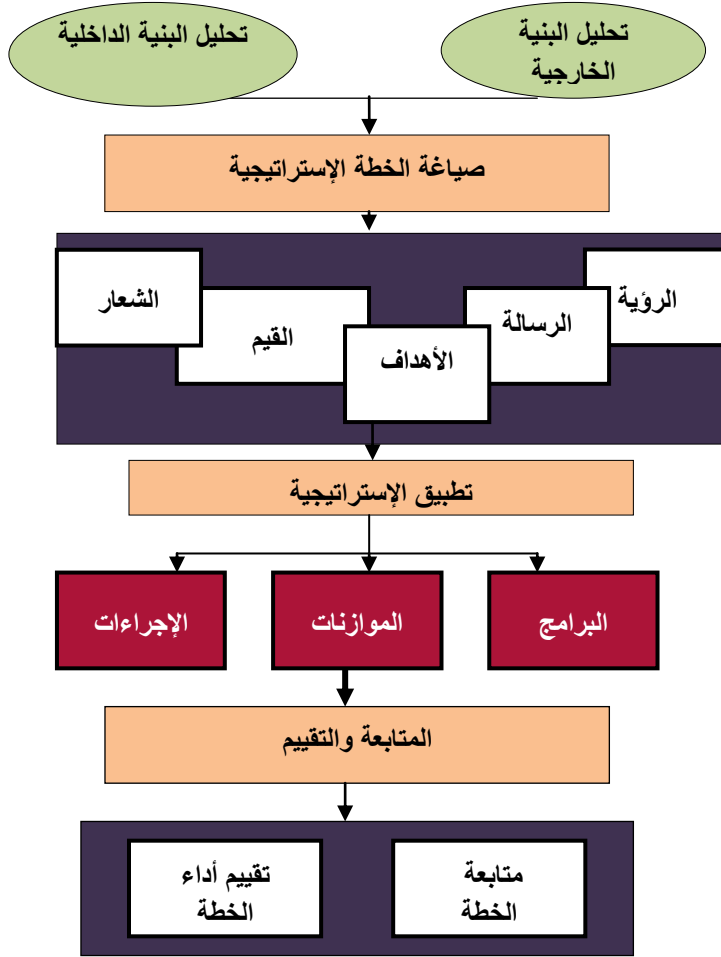 تحليل البنية
الخارجية
تحليل البنية الداخلية
صياغة الخطة الإستراتيجية
الرؤية
الرسالة
الأهداف
القيم
الشعار
تطبيق الإستراتيجية
البرامج
الموازنات
الإجراءات
المتابعة والتقييم
متابعة
الخطة
تقييم أداء
الخطة